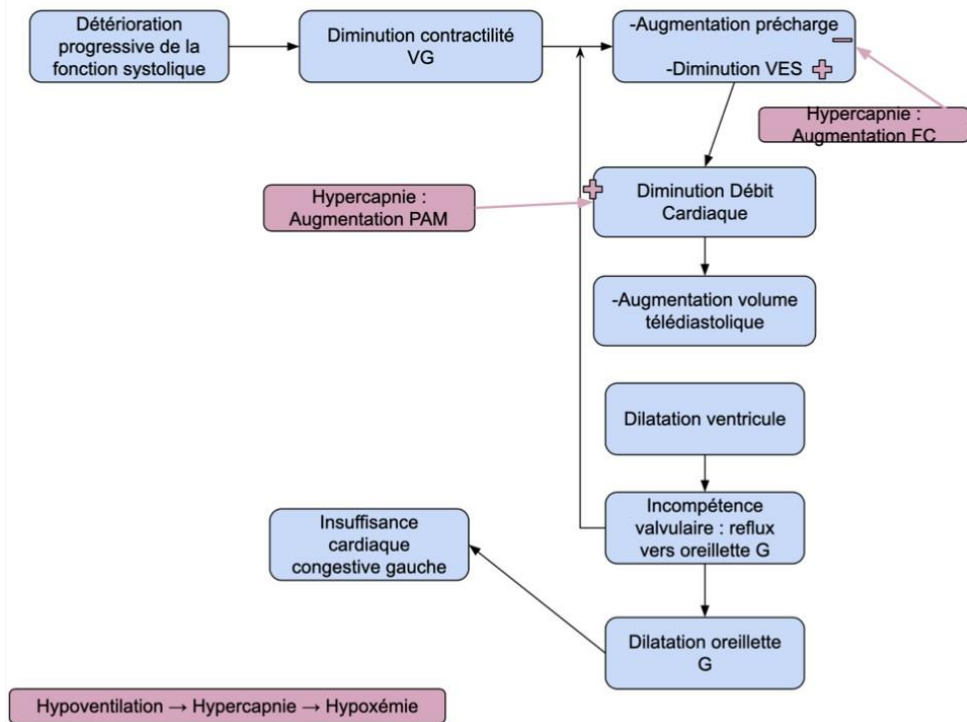 Détérioration
progressive de la
fonction systolique
Diminution contractilité
VG
-Augmentation précharge
-Diminution VES
Hypercapnie :
Augmentation FC
Hypercapnie :
Augmentation PAM
Diminution Débit
Cardiaque
-Augmentation volume
télédiastolique
Dilatation ventricule
Incompétence
valvulaire : reflux
vers oreillette G
Insuffisance
cardiaque
congestive gauche
Dilatation oreillette
G
Hypoventilation → Hypercapnie → Hypoxémie